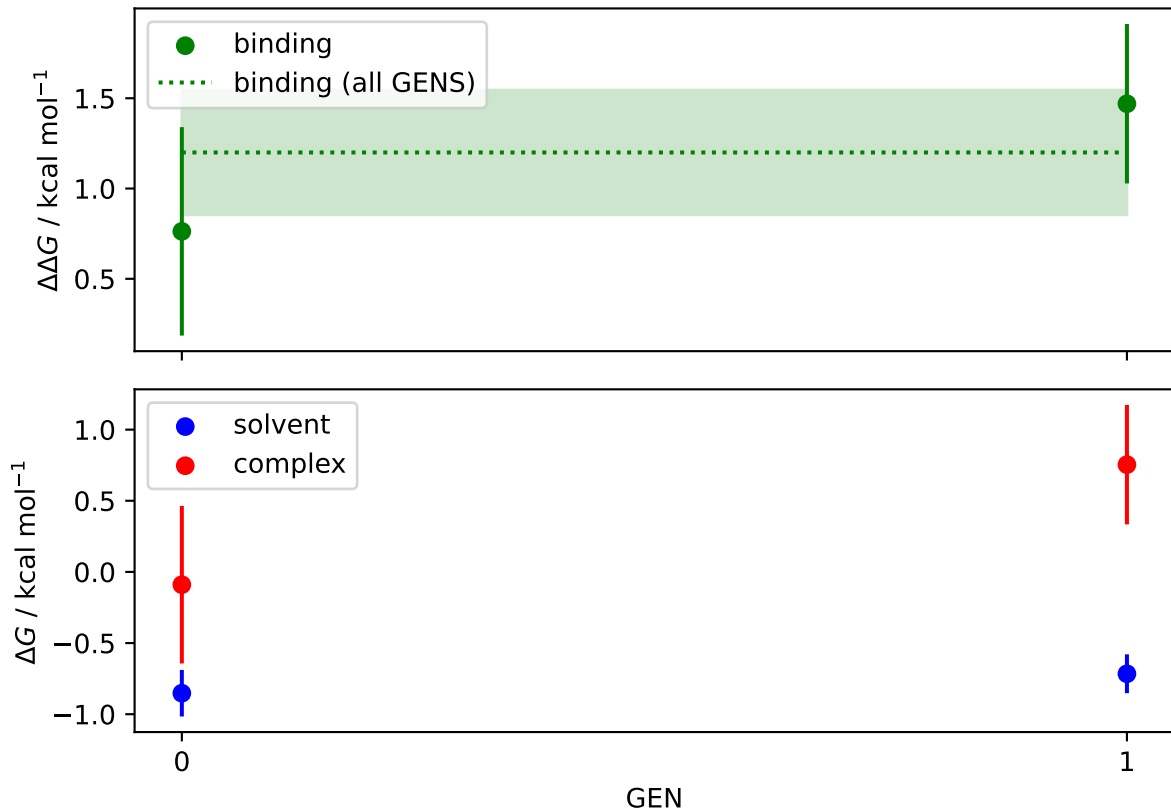 binding
binding (all GENS)
ΔΔG / kcal mol⁻¹
1.5
1.0
0.5
solvent
complex
ΔG / kcal mol⁻¹
1.0
0.5
0.0
−0.5
−1.0
0 1
GEN